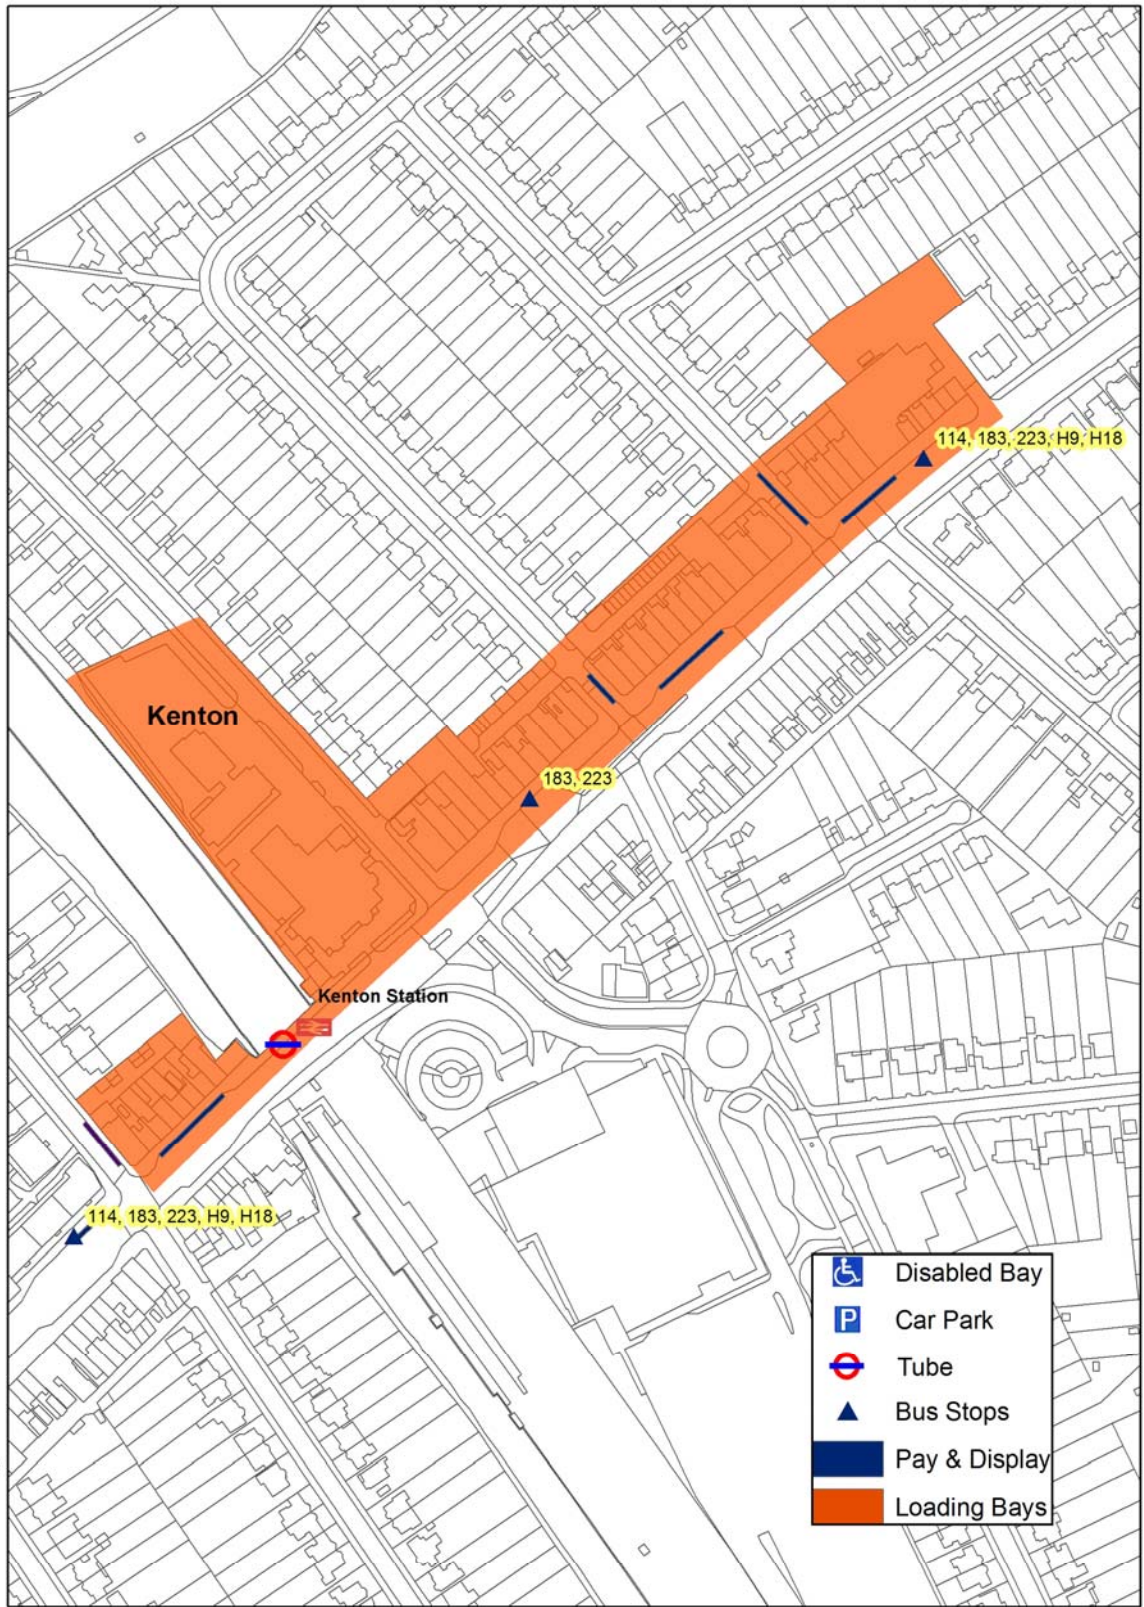 114, 183, 223, H9, H18
Kenton
183, 223
Kenton Station
114, 183, 223, H9, H18
Disabled Bay
P Car Park
Tube
Bus Stops
Pay & Display
Loading Bays